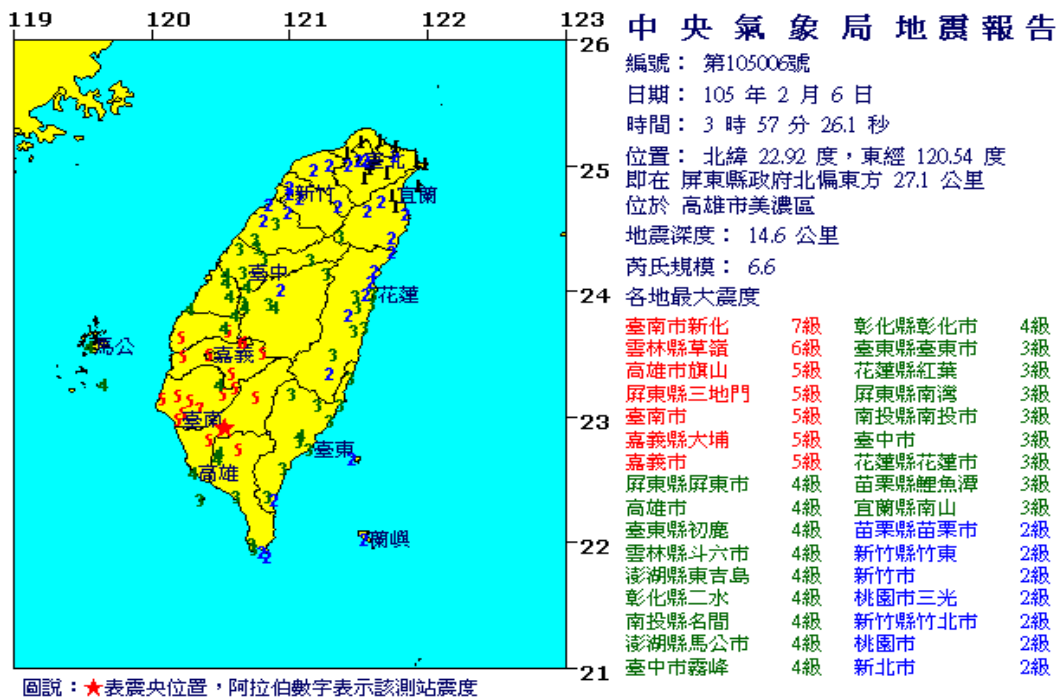 119 120 121 122 123
中央氣象局地震報告
編號： 第105006號
日期： 105 年 2 月 6 日
時間： 3 時 57 分 26.1 秒
位置： 北緯 22.92 度，東經 120.54 度
即在 屏東縣政府北偏東方 27.1 公里
位於 高雄市美濃區
地震深度： 14.6 公里
芮氏規模： 6.6
各地最大震度
臺南市新化 7級 彰化縣彰化市 4級
雲林縣草嶺 6級 臺東縣臺東市 3級
高雄市旗山 5級 花蓮縣紅葉 3級
屏東縣三地門 5級 屏東縣南灣 3級
臺南市 5級 南投縣南投市 3級
嘉義縣大埔 5級 臺中市 3級
嘉義市 5級 花蓮縣花蓮市 3級
屏東縣屏東市 4級 苗栗縣鯉魚潭 3級
高雄市 4級 宜蘭縣南山 3級
臺東縣初鹿 4級 苗栗縣苗栗市 2級
雲林縣斗六市 4級 新竹縣竹東 2級
澎湖縣東吉島 4級 新竹市 2級
彰化縣二水 4級 桃園市三光 2級
南投縣名間 4級 新竹縣竹北市 2級
澎湖縣馬公市 4級 桃園市 2級
臺中市霧峰 4級 新北市 2級
26
25
24
23
22
21
臺北
新竹
宜蘭
臺中
花蓮
馬公
嘉義
臺南
臺東
高雄
蘭嶼
圖說：★表震央位置，阿拉伯數字表示該測站震度